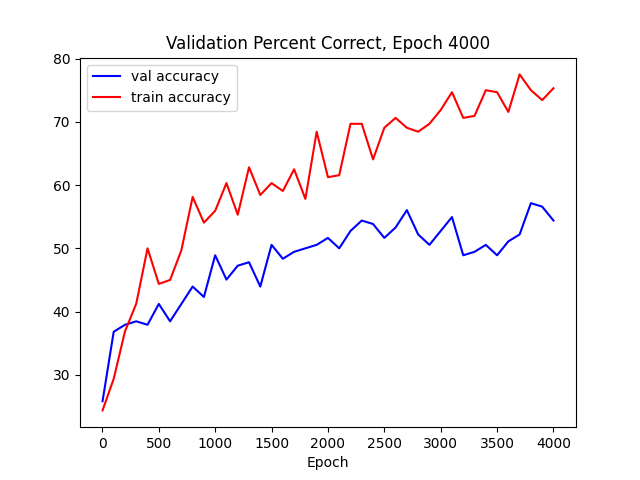 Validation Percent Correct, Epoch 4000
val accuracy
train accuracy
80
70
60
50
40
30
0 500 1000 1500 2000 2500 3000 3500 4000
Epoch